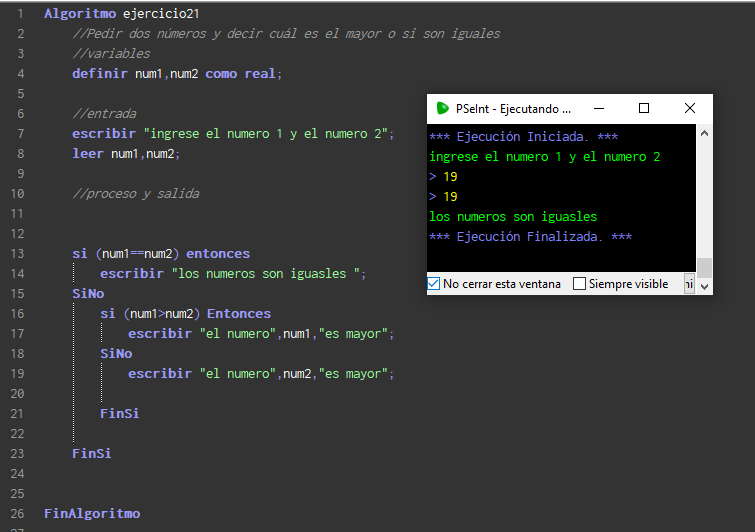 1 Algoritmo ejercicio21
2 //Pedir dos números y decir cuál es el mayor o si son iguales
3 //variables
4 definir num1,num2 como real;
5
6 //entrada
7 escribir "ingrese el numero 1 y el numero 2";
8 leer num1,num2;
9
10 //proceso y salida
11
12
13 si (num1==num2) entonces
14 escribir "los numeros son iguasles ";
15 SiNo
16 si (num1>num2) Entonces
17 escribir "el numero",num1,"es mayor";
18 SiNo
19 escribir "el numero",num2,"es mayor";
20
21 FinSi
22
23 FinSi
24
25
26 FinAlgoritmo
27
PSeInt - Ejecutando ...
*** Ejecución Iniciada. ***
ingrese el numero 1 y el numero 2
> 19
> 19
los numeros son iguasles
*** Ejecución Finalizada. ***
No cerrar esta ventana Siempre visible